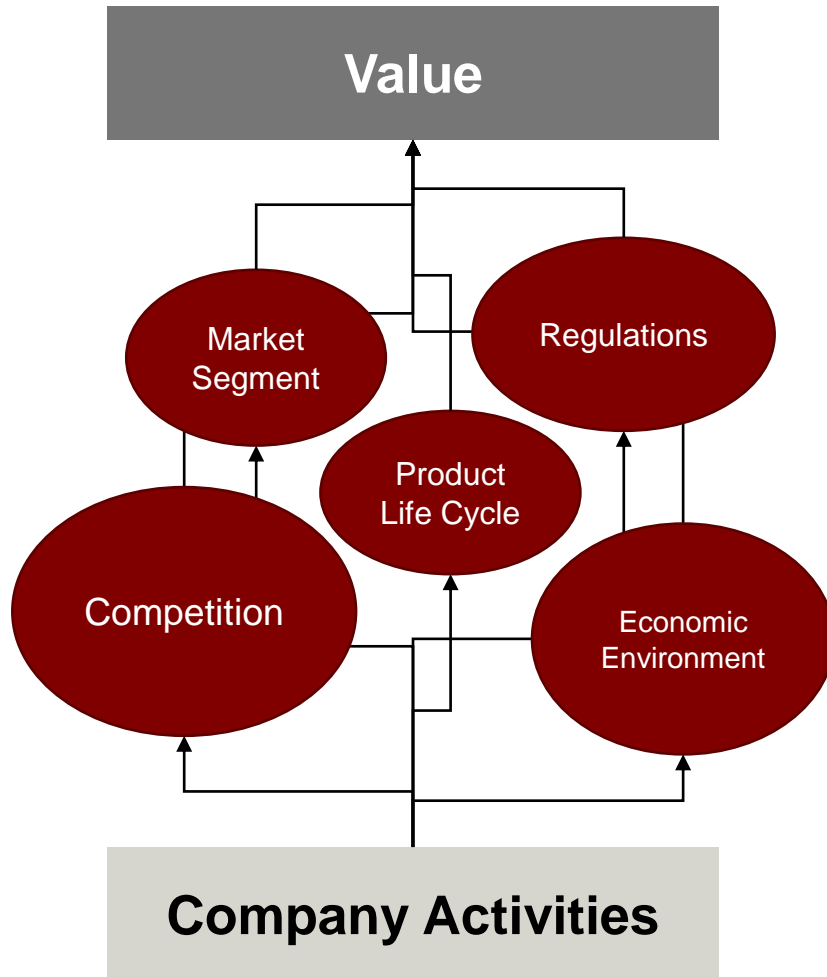 Value
Market
Segment
Regulations
Product
Life Cycle
Competition
Economic
Environment
Company Activities